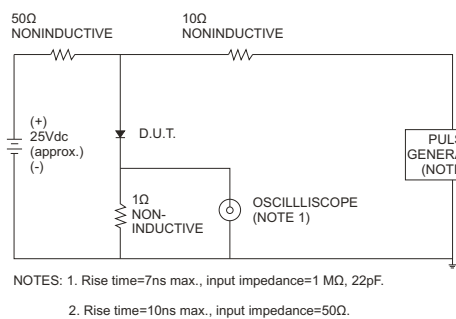 50Ω
NONINDUCTIVE
10Ω
NONINDUCTIVE
(+)
25Vdc
(approx.)
(-)
D.U.T.
PULS
GENERA
(NOT
1Ω
NON-
INDUCTIVE
OSCILLLISCOPE
(NOTE 1)
NOTES: 1. Rise time=7ns max., input impedance=1 MΩ, 22pF.
2. Rise time=10ns max., input impedance=50Ω.